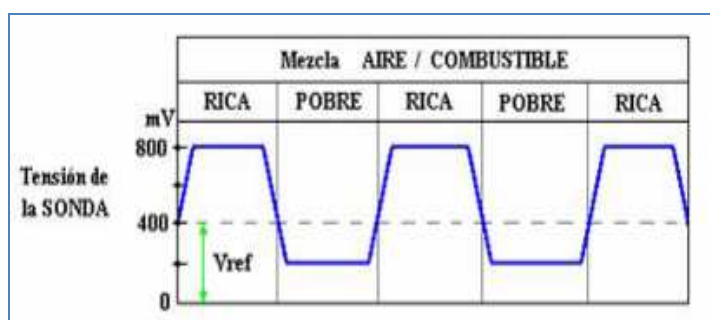 Mezcla AIRE / COMBUSTIBLE
RICA POBRE RICA POBRE RICA
mV
800
Tensión de
la SONDA
400
Vref
0